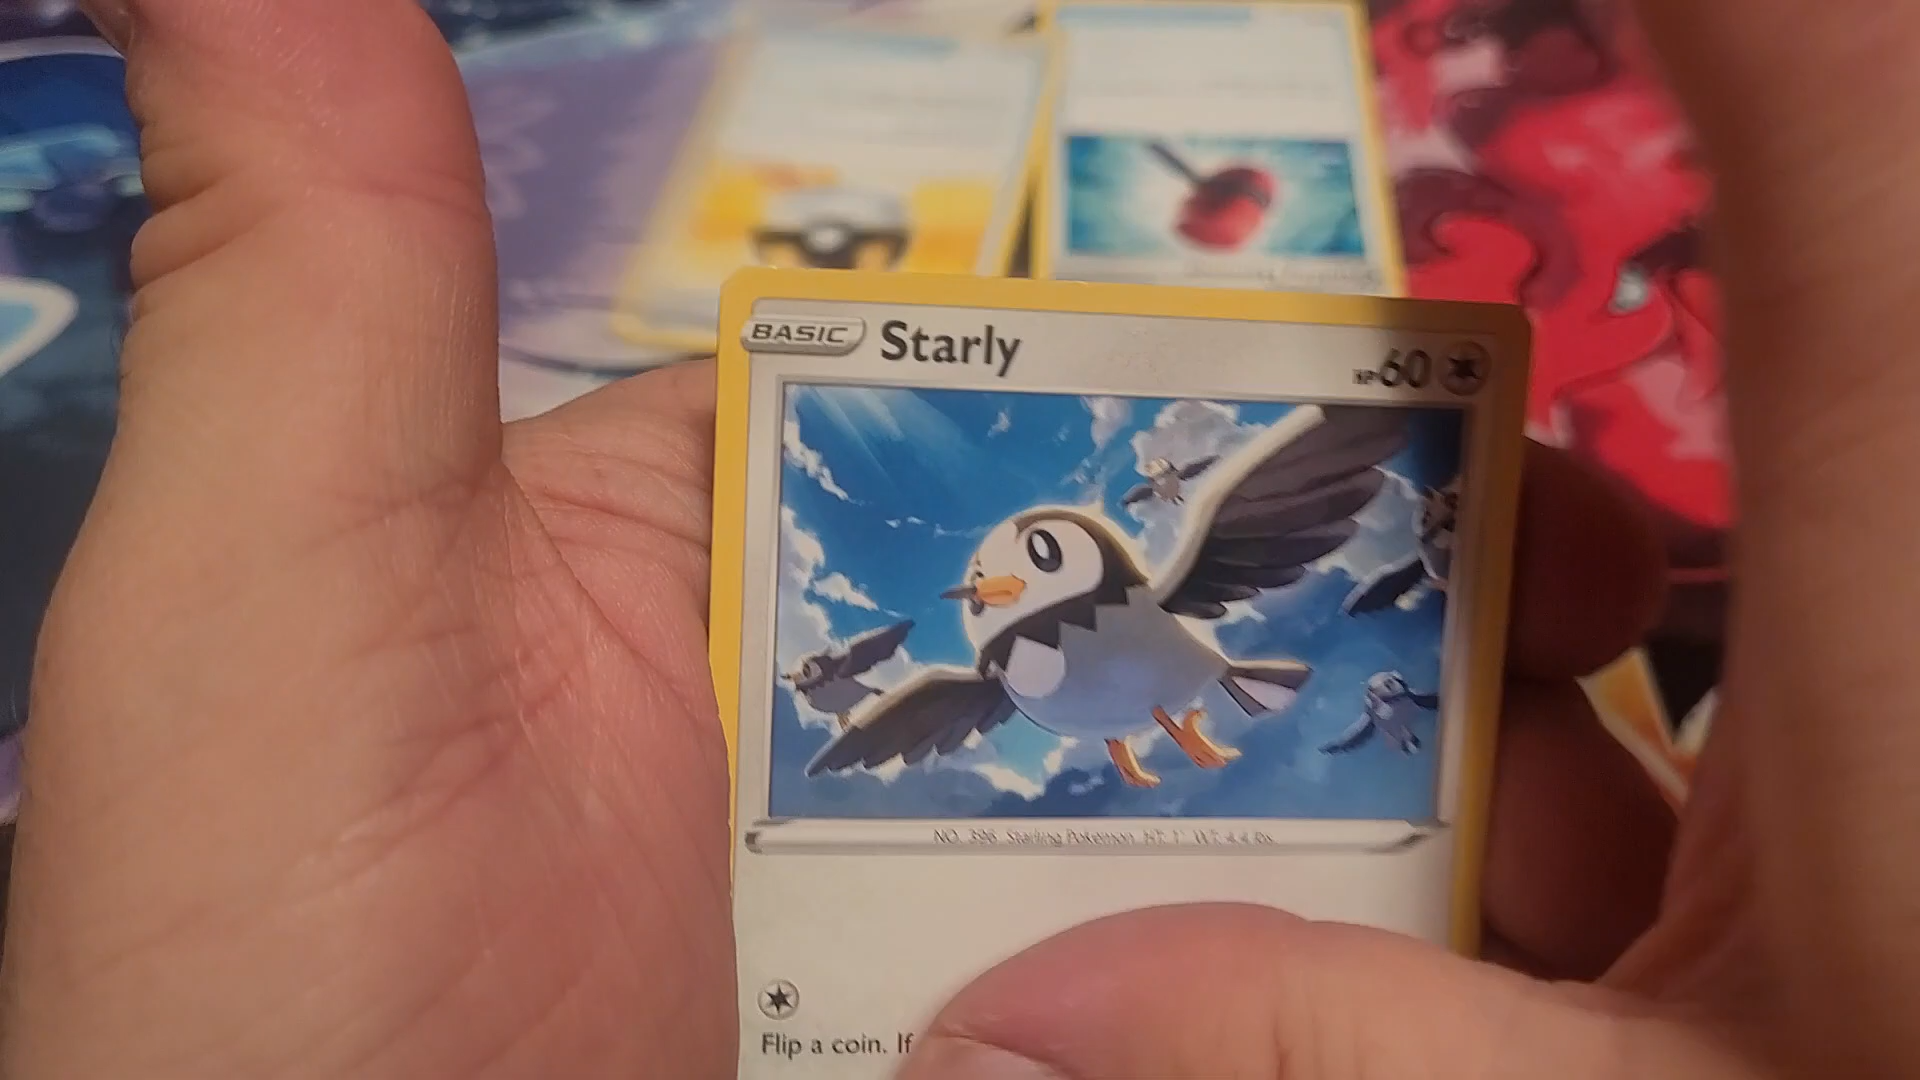 BASIC Starly HP60
NO. 396 Starling Pokémon HT: 1' WT: 4.4 lbs.
Flip a coin. If